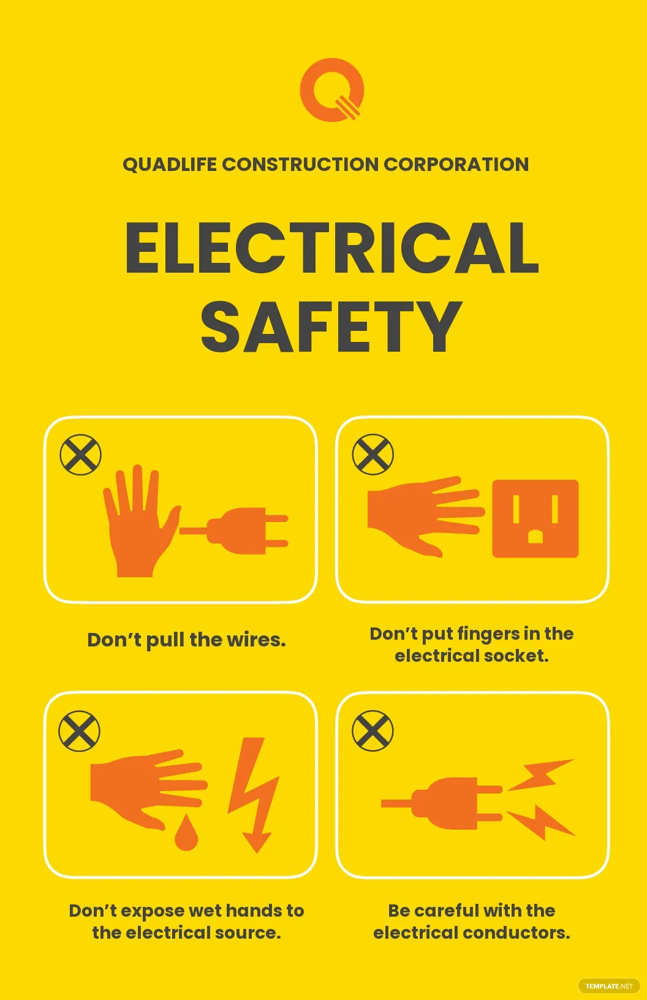 QUADLIFE CONSTRUCTION CORPORATION
ELECTRICAL
SAFETY
Don't pull the wires.
Don't put fingers in the
electrical socket.
Don't expose wet hands to
the electrical source.
Be careful with the
electrical conductors.
TEMPLATE.NET